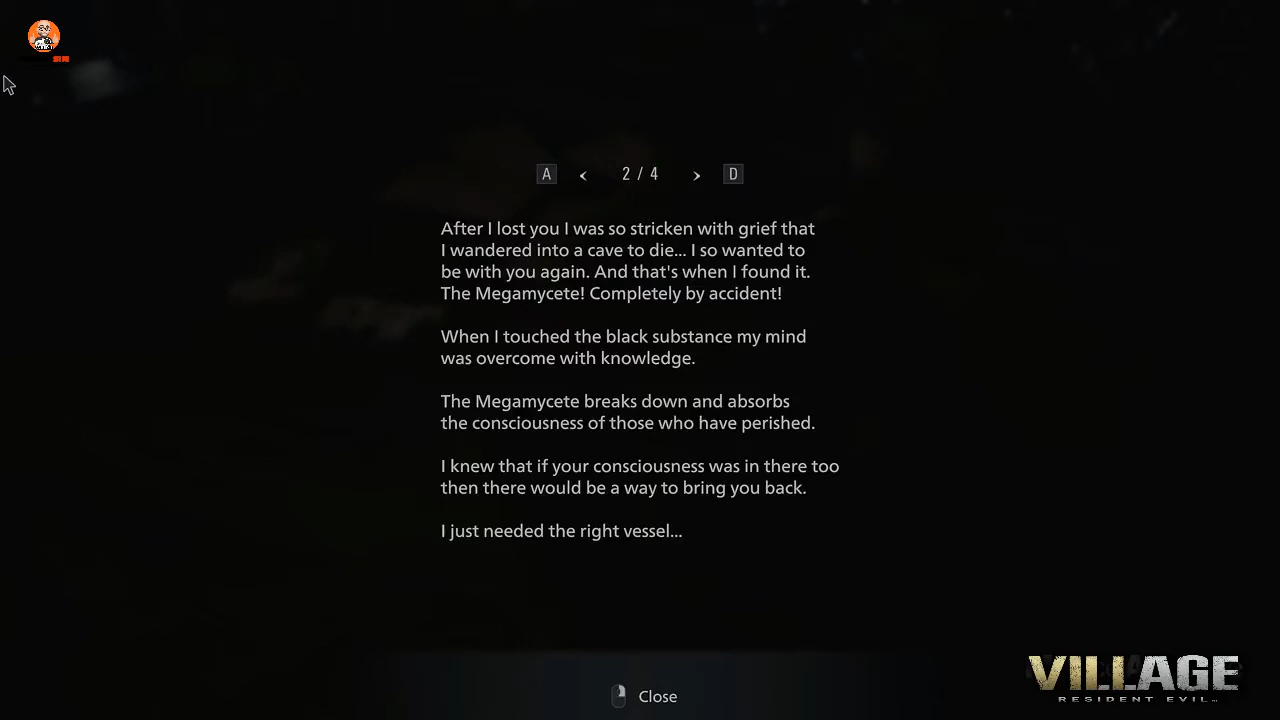 A < 2 / 4 > D
After I lost you I was so stricken with grief that
I wandered into a cave to die... I so wanted to
be with you again. And that's when I found it.
The Megamycete! Completely by accident!
When I touched the black substance my mind
was overcome with knowledge.
The Megamycete breaks down and absorbs
the consciousness of those who have perished.
I knew that if your consciousness was in there too
then there would be a way to bring you back.
I just needed the right vessel...
Close
VILLAGE
RESIDENT EVIL